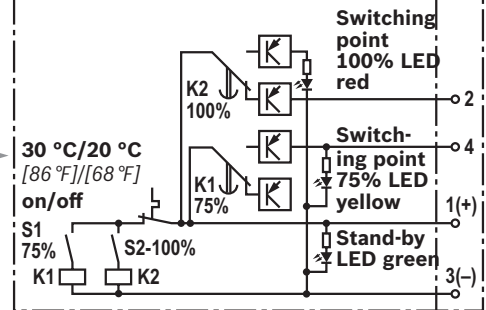 Switching
point
100% LED
red
K2
100%
2
4
Switch-
ing point
75% LED
yellow
30 °C/20 °C
[86 °F]/[68 °F]
on/off
K1
75%
1(+)
S1
75%
S2-100%
Stand-by
LED green
K1
K2
3(–)